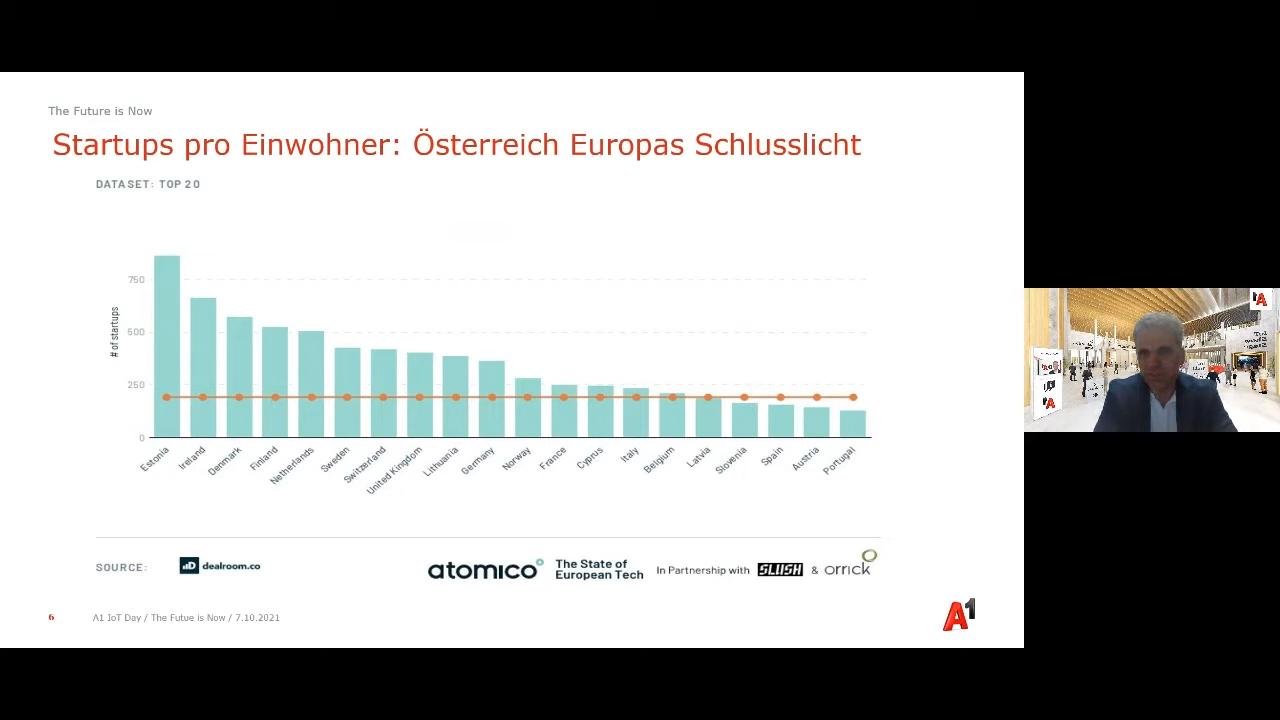 The Future is Now
Startups pro Einwohner: Österreich Europas Schlusslicht
DATASET: TOP 20
# of startups
750
500
250
0
Estonia
Ireland
Denmark
Finland
Netherlands
Sweden
Switzerland
United Kingdom
Lithuania
Germany
Norway
France
Cyprus
Italy
Belgium
Latvia
Slovenia
Spain
Austria
Portugal
SOURCE:
dealroom.co
atomico
The State of
European Tech
In Partnership with SLUSH & orrick
6
A1 IoT Day / The Futue is Now / 7.10.2021
A1
A1
A1